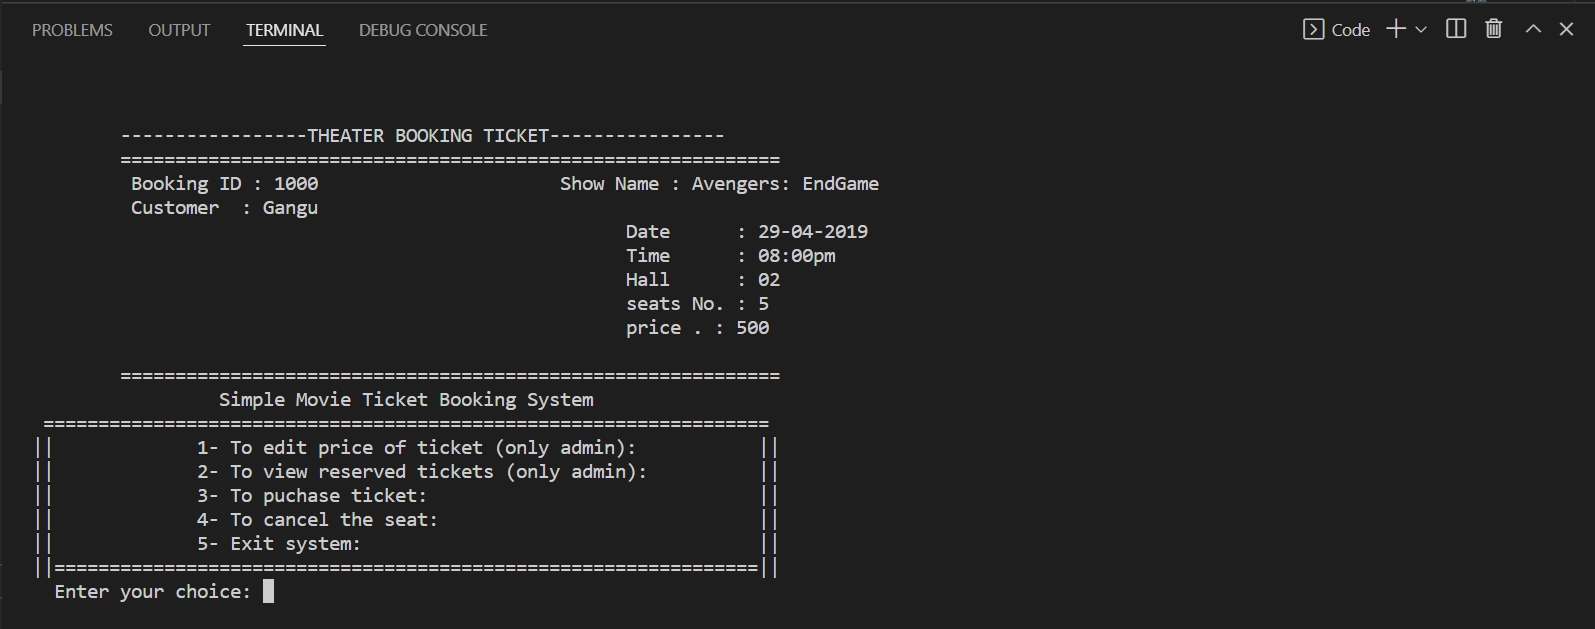 PROBLEMS OUTPUT TERMINAL DEBUG CONSOLE Code
-----------------THEATER BOOKING TICKET----------------
============================================================
Booking ID : 1000 Show Name : Avengers: EndGame
Customer  : Gangu
Date      : 29-04-2019
Time      : 08:00pm
Hall      : 02
seats No. : 5
price . : 500
============================================================
Simple Movie Ticket Booking System
==================================================================
||             1- To edit price of ticket (only admin):           ||
||             2- To view reserved tickets (only admin):          ||
||             3- To puchase ticket:                              ||
||             4- To cancel the seat:                             ||
||             5- Exit system:                                    ||
||================================================================||
Enter your choice: